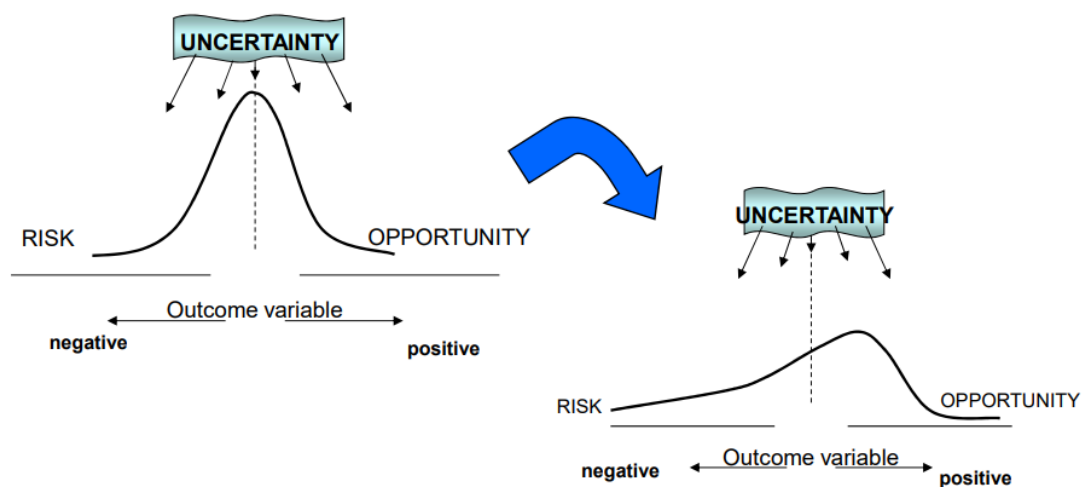 UNCERTAINTY
RISK
OPPORTUNITY
Outcome variable
negative
positive
UNCERTAINTY
RISK
OPPORTUNITY
Outcome variable
negative
positive